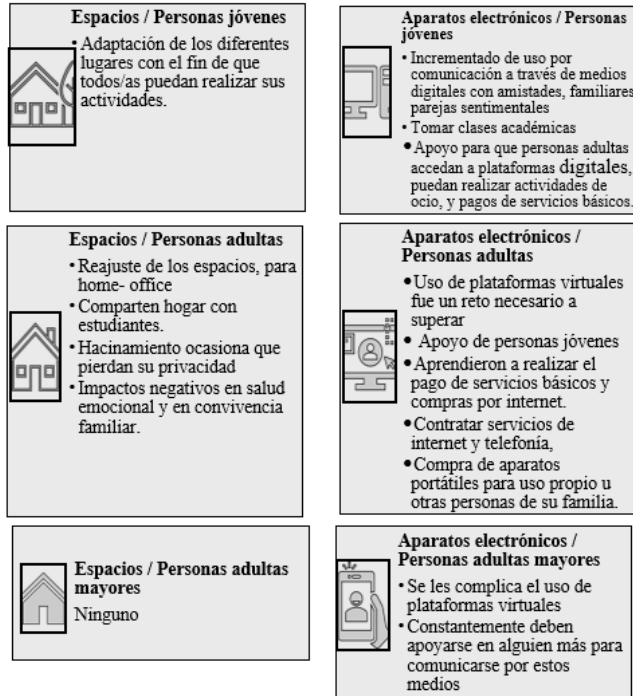 Espacios / Personas jóvenes
• Adaptación de los diferentes
lugares con el fin de que
todos/as puedan realizar sus
actividades.
Aparatos electrónicos / Personas
jóvenes
• Incrementado de uso por
comunicación a través de medios
digitales con amistades, familiares
parejas sentimentales
• Tomar clases académicas
• Apoyo para que personas adultas
accedan a plataformas digitales,
puedan realizar actividades de
ocio, y pagos de servicios básicos.
Espacios / Personas adultas
• Reajuste de los espacios, para
home- office
• Comparten hogar con
estudiantes.
• Hacinamiento ocasiona que
pierdan su privacidad
• Impactos negativos en salud
emocional y en convivencia
familiar.
Aparatos electrónicos /
Personas adultas
• Uso de plataformas virtuales
fue un reto necesario a
superar
• Apoyo de personas jóvenes
• Aprendieron a realizar el
pago de servicios básicos y
compras por internet.
• Contratar servicios de
internet y telefonía,
• Compra de aparatos
portátiles para uso propio u
otras personas de su familia.
Espacios / Personas adultas
mayores
Ninguno
Aparatos electrónicos /
Personas adultas mayores
• Se les complica el uso de
plataformas virtuales
• Constantemente deben
apoyarse en alguien más para
comunicarse por estos
medios